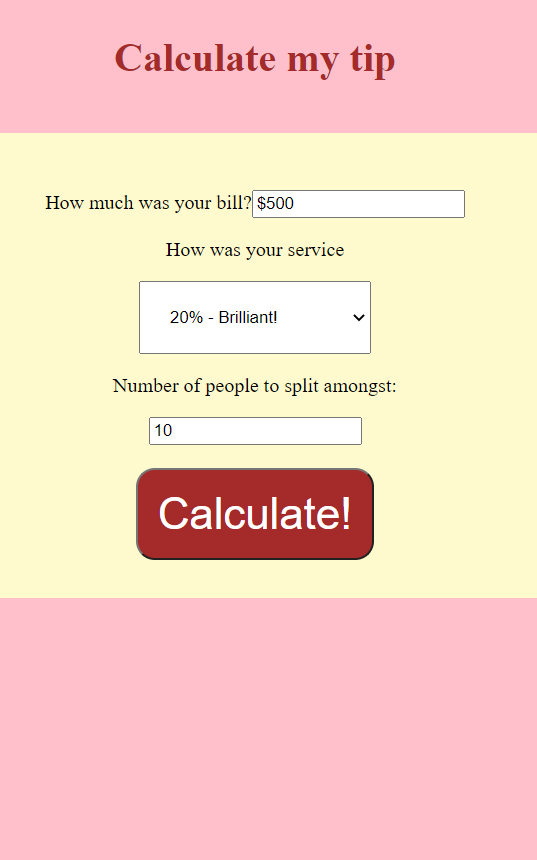 Calculate my tip
How much was your bill? $500
How was your service
20% - Brilliant!
Number of people to split amongst:
10
Calculate!